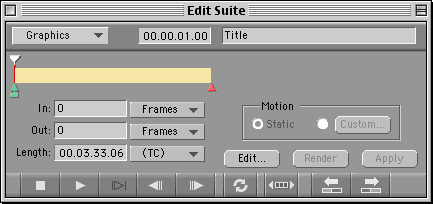 Edit Suite
Graphics 00.00.01.00 Title
In: 0 Frames
Out: 0 Frames
Length: 00.03.33.06 (TC)
Motion
Static Custom...
Edit... Render Apply